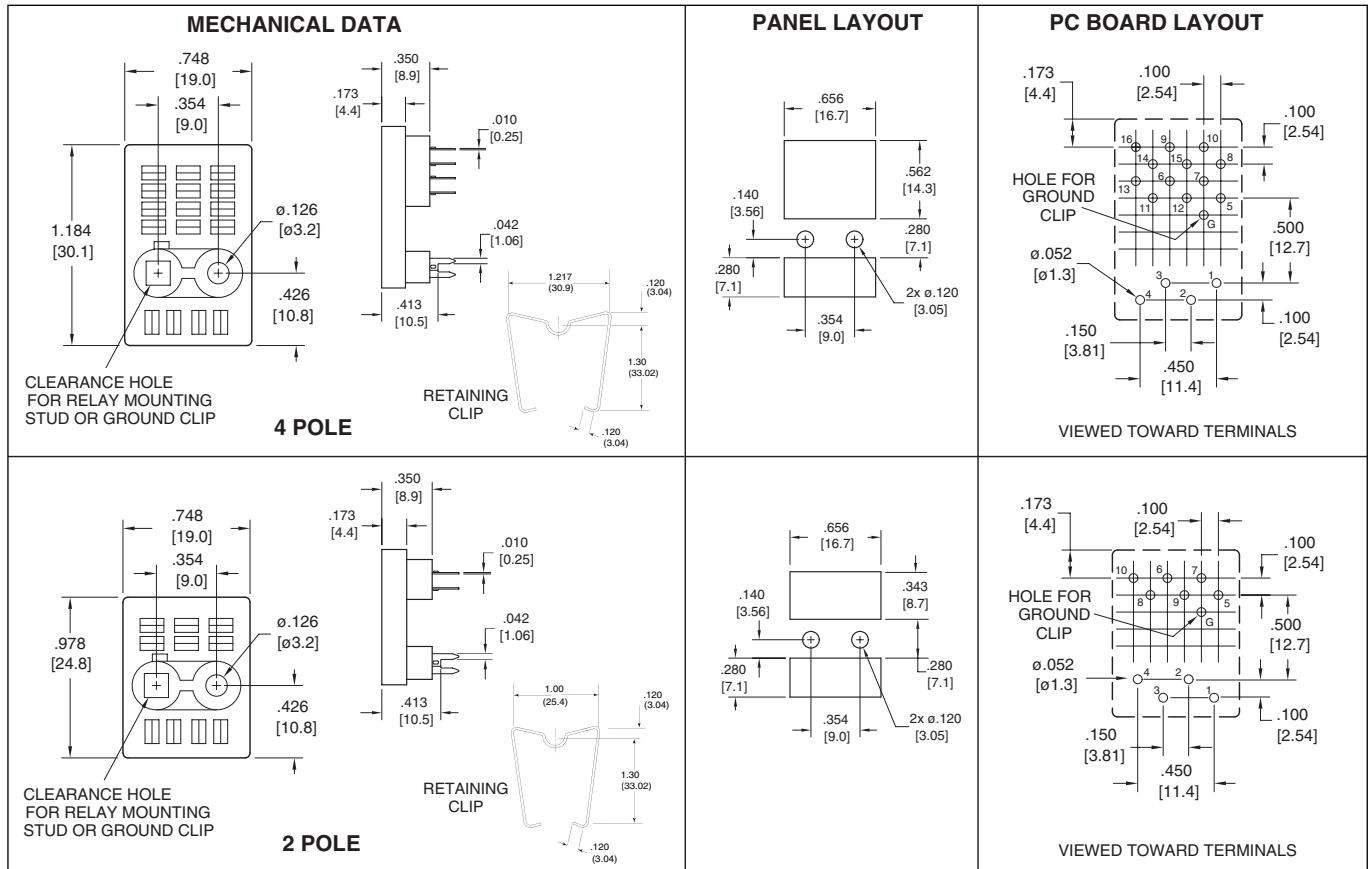 MECHANICAL DATA
.748
[19.0]
.354
[9.0]
1.184
[30.1]
ø.126
[ø3.2]
.426
[10.8]
CLEARANCE HOLE
FOR RELAY MOUNTING
STUD OR GROUND CLIP
.350
[8.9]
.173
[4.4]
.010
[0.25]
.042
[1.06]
.413
[10.5]
1.217
(30.9)
.120
(3.04)
1.30
(33.02)
RETAINING
CLIP
.120
(3.04)
4 POLE
PANEL LAYOUT
.656
[16.7]
.562
[14.3]
.140
[3.56]
.280
[7.1]
.280
[7.1]
2x ø.120
[3.05]
.354
[9.0]
PC BOARD LAYOUT
.173
[4.4]
.100
[2.54]
.100
[2.54]
16 9 10
14 15 8
13 6 7
11 12 5
G
HOLE FOR
GROUND
CLIP
.500
[12.7]
ø.052
[ø1.3]
3 1
4 2
.100
[2.54]
.150
[3.81]
.450
[11.4]
VIEWED TOWARD TERMINALS
.748
[19.0]
.354
[9.0]
.978
[24.8]
ø.126
[ø3.2]
.426
[10.8]
CLEARANCE HOLE
FOR RELAY MOUNTING
STUD OR GROUND CLIP
.350
[8.9]
.173
[4.4]
.010
[0.25]
.042
[1.06]
.413
[10.5]
1.00
(25.4)
.120
(3.04)
1.30
(33.02)
RETAINING
CLIP
.120
(3.04)
2 POLE
.656
[16.7]
.343
[8.7]
.140
[3.56]
.280
[7.1]
.280
[7.1]
2x ø.120
[3.05]
.354
[9.0]
.173
[4.4]
.100
[2.54]
.100
[2.54]
10 6 7
8 9 5
G
HOLE FOR
GROUND
CLIP
.500
[12.7]
ø.052
[ø1.3]
4 2
3 1
.100
[2.54]
.150
[3.81]
.450
[11.4]
VIEWED TOWARD TERMINALS